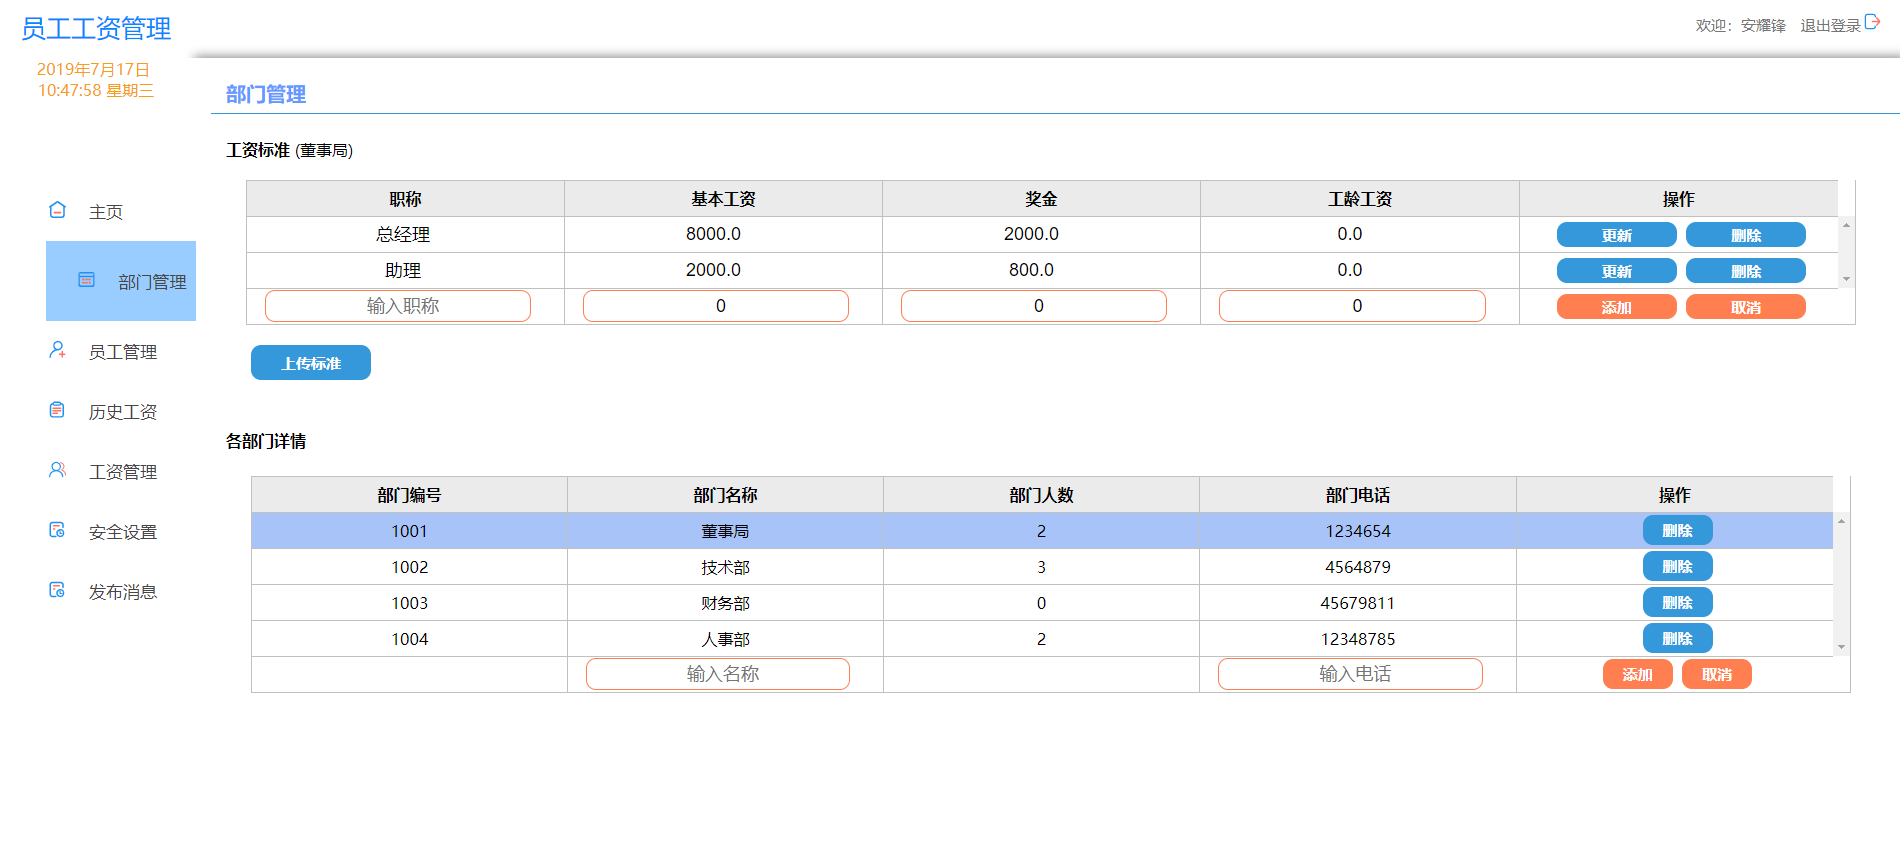 员工工资管理
欢迎：安耀锋 退出登录
2019年7月17日
10:47:58 星期三
部门管理
工资标准 (董事局)
职称 基本工资 奖金 工龄工资 操作
总经理 8000.0 2000.0 0.0 更新 删除
助理 2000.0 800.0 0.0 更新 删除
输入职称 0 0 0 添加 取消
上传标准
主页
部门管理
员工管理
历史工资
工资管理
安全设置
发布消息
各部门详情
部门编号 部门名称 部门人数 部门电话 操作
1001 董事局 2 1234654 删除
1002 技术部 3 4564879 删除
1003 财务部 0 45679811 删除
1004 人事部 2 12348785 删除
输入名称 输入电话 添加 取消